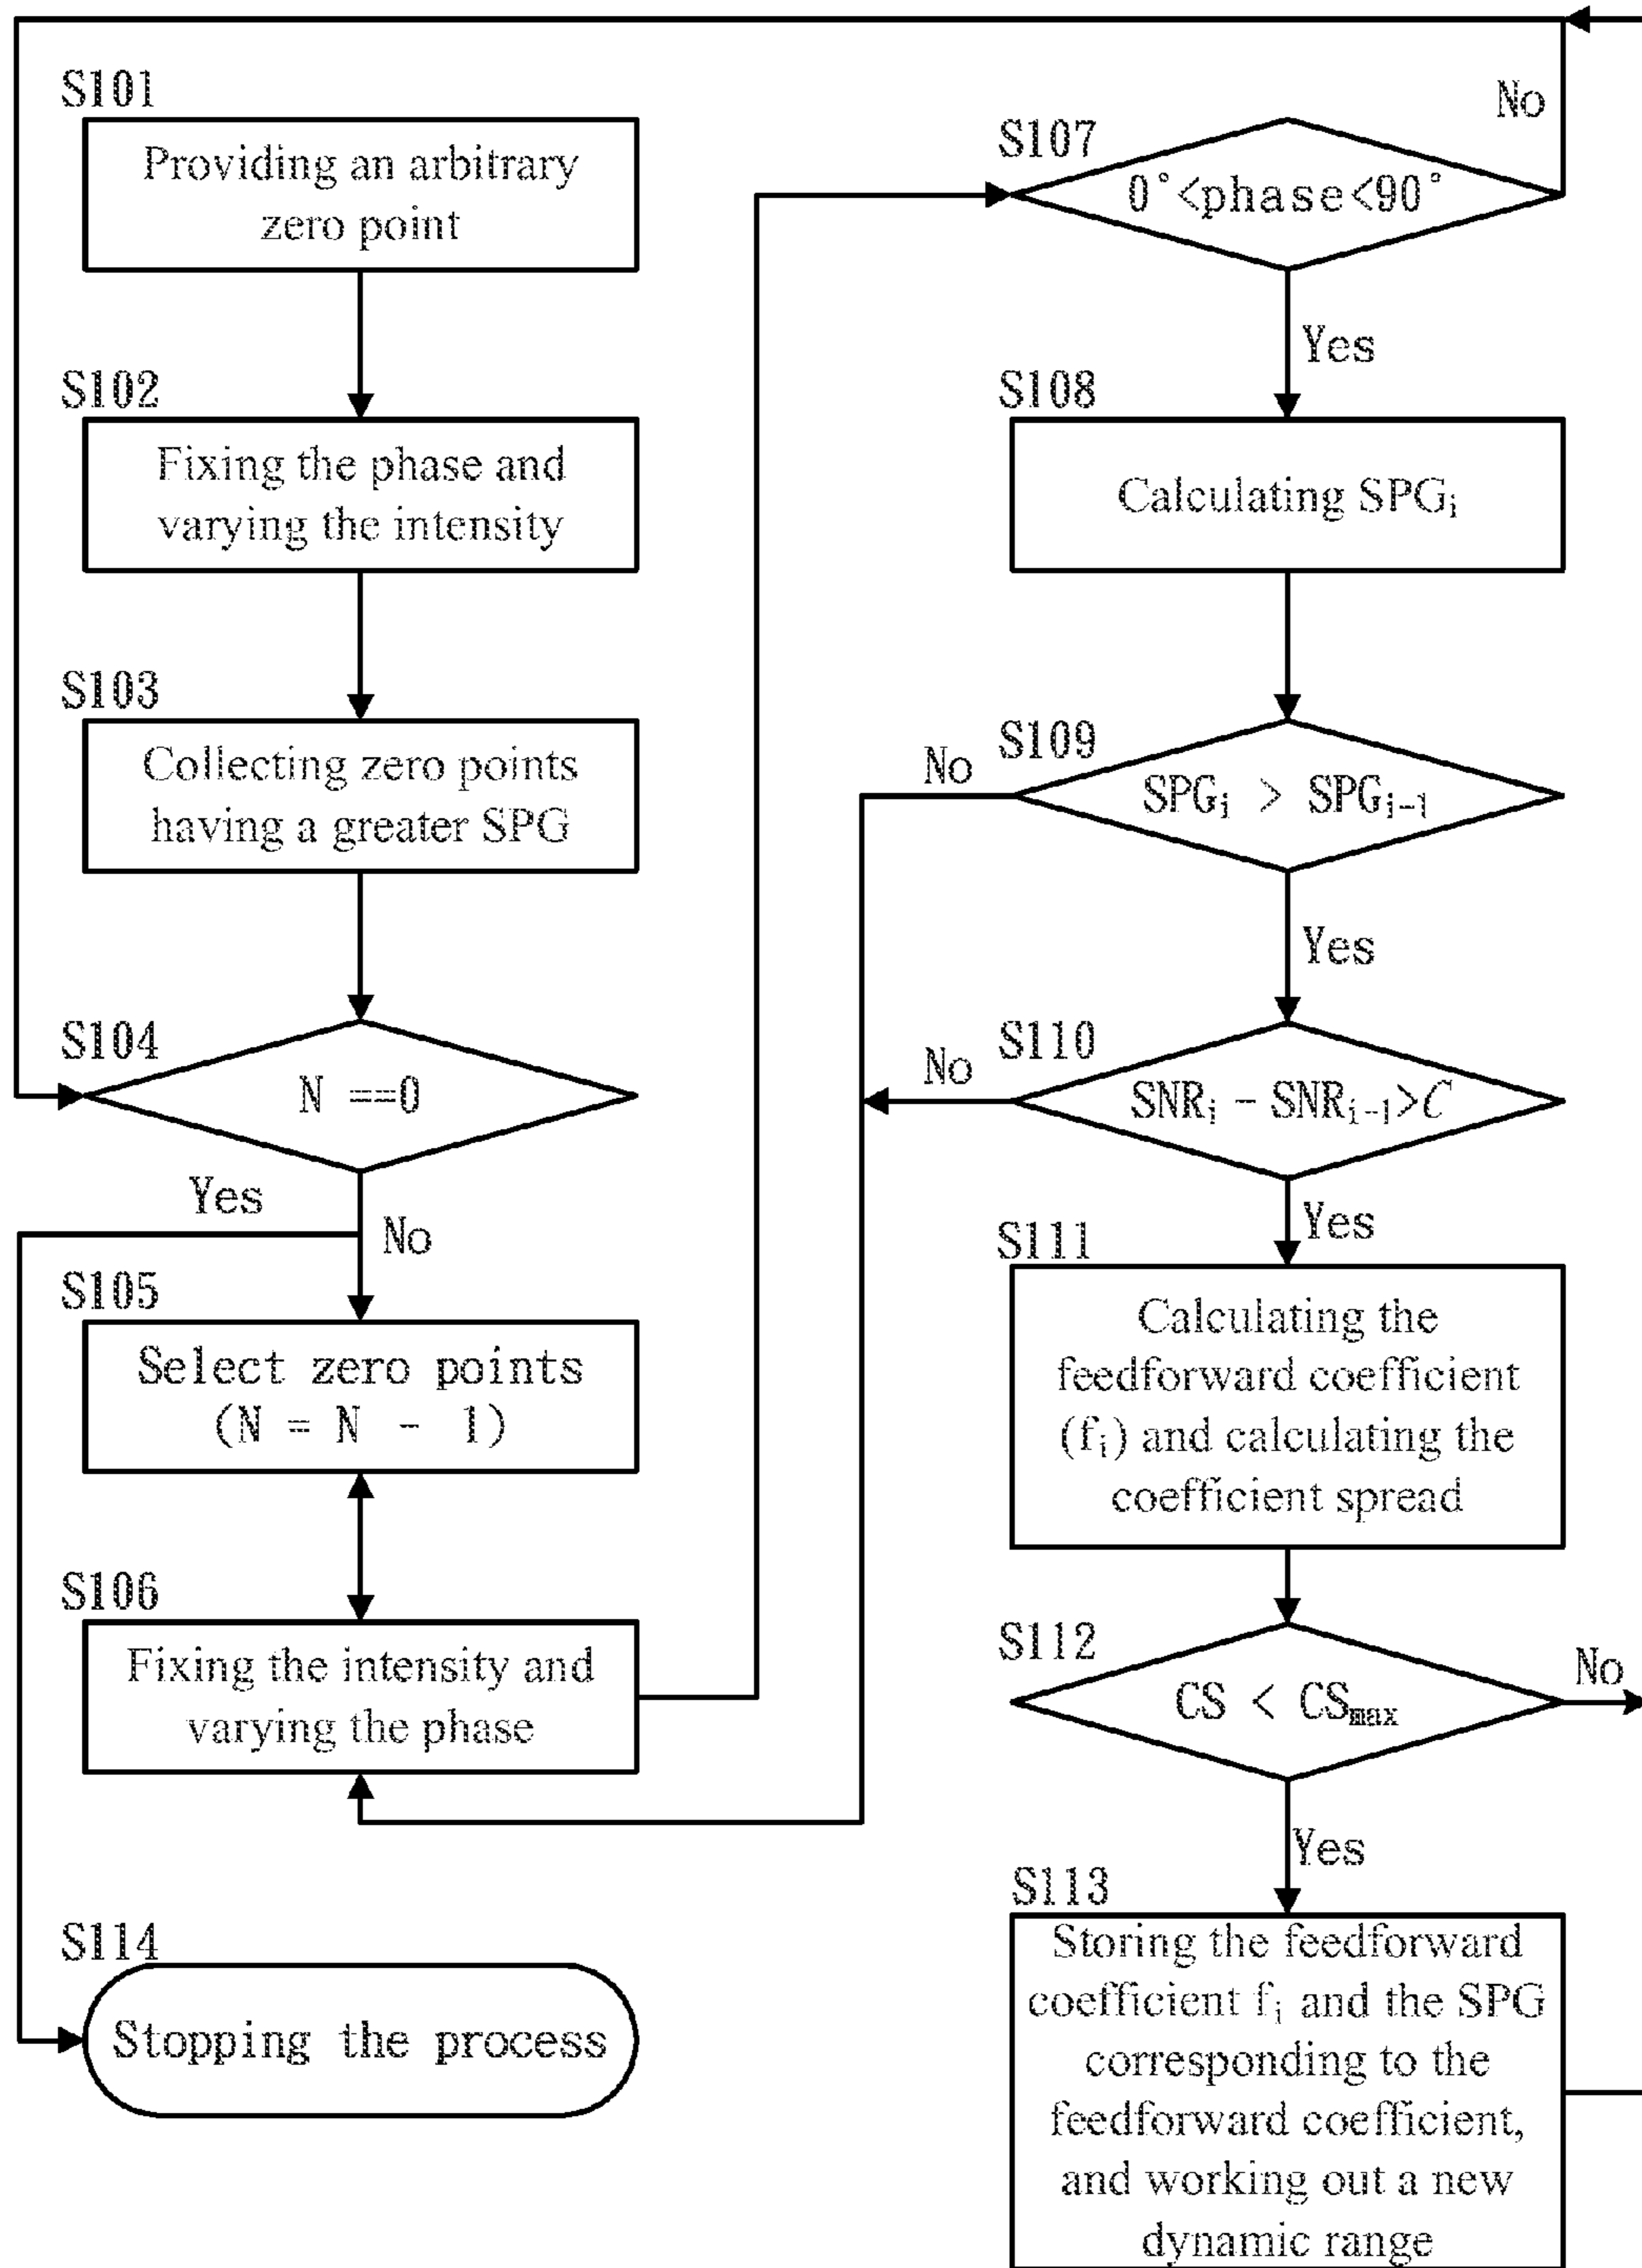 S101
Providing an arbitrary
zero point
S102
Fixing the phase and
varying the intensity
S103
Collecting zero points
having a greater SPG
S104
N ==0
Yes
No
S105
Select zero points
(N = N - 1)
S106
Fixing the intensity and
varying the phase
S114
Stopping the process
S107
No
0°<phase<90°
Yes
S108
Calculating SPGi
S109
No
SPGi > SPGi-1
Yes
S110
No
SNRi - SNRi-1>C
Yes
S111
Calculating the
feedforward coefficient
(fi) and calculating the
coefficient spread
S112
No
CS < CSmax
Yes
S113
Storing the feedforward
coefficient fi and the SPG
corresponding to the
feedforward coefficient,
and working out a new
dynamic range